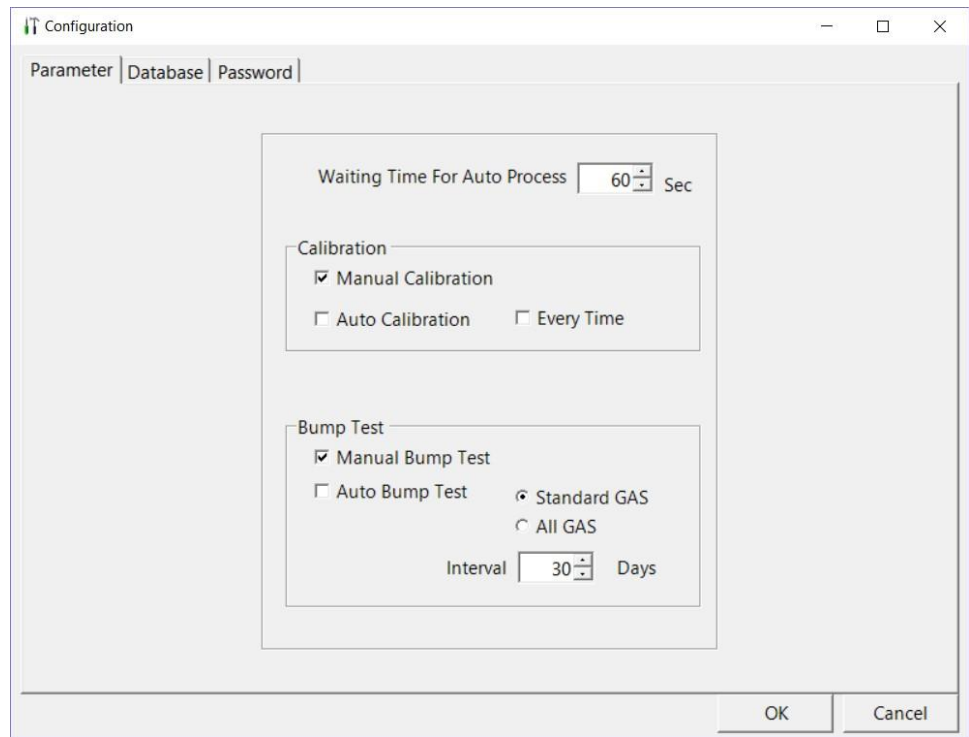 Configuration
Parameter Database Password
Waiting Time For Auto Process 60 Sec
Calibration
Manual Calibration
Auto Calibration Every Time
Bump Test
Manual Bump Test
Auto Bump Test Standard GAS
All GAS
Interval 30 Days
OK Cancel